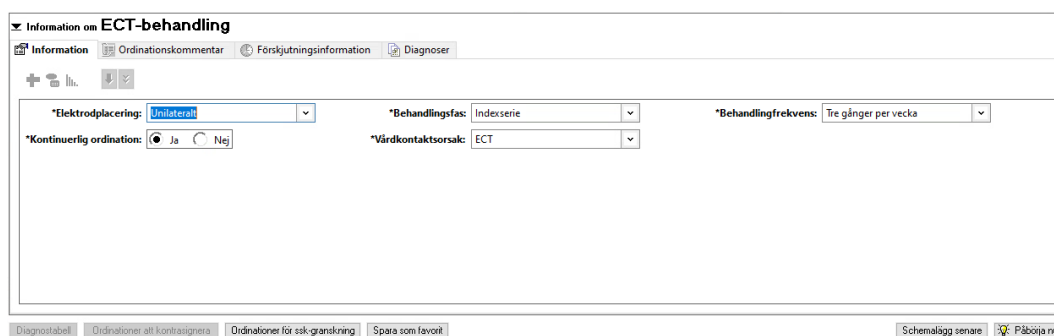 Information om ECT-behandling
Information Ordinationskommentar Förskjutningsinformation Diagnoser
*Elektrodplacering: Unilateralt *Behandlingsfas: Indexserie *Behandlingfrekvens: Tre gånger per vecka
*Kontinuerlig ordination: Ja Nej *Vårdkontaktsorsak: ECT
Diagnostabell Ordinationer att kontrasignera Ordinationer för ssk-granskning Spara som favorit Schemalägg senare Påbörja